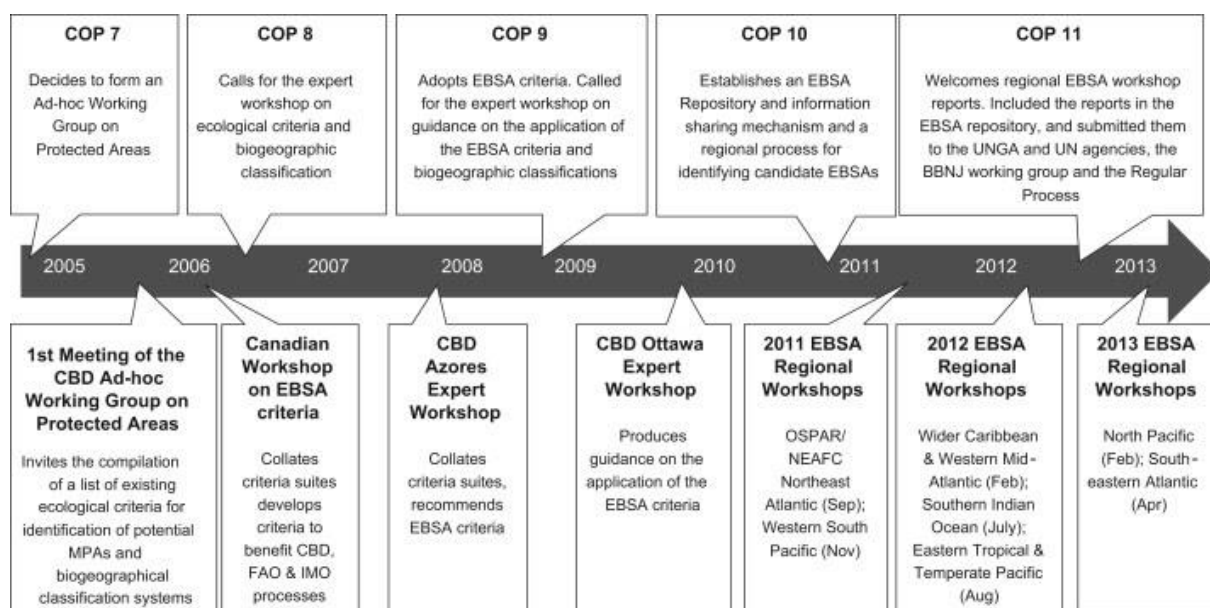 COP 7
Decides to form an
Ad-hoc Working
Group on
Protected Areas
COP 8
Calls for the expert
workshop on
ecological criteria and
biogeographic
classification
COP 9
Adopts EBSA criteria. Called
for the expert workshop on
guidance on the application of
the EBSA criteria and
biogeographic classifications
COP 10
Establishes an EBSA
Repository and information
sharing mechanism and a
regional process for
identifying candidate EBSAs
COP 11
Welcomes regional EBSA workshop
reports. Included the reports in the
EBSA repository, and submitted them
to the UNGA and UN agencies, the
BBNJ working group and the Regular
Process
2005 2006 2007 2008 2009 2010 2011 2012 2013
1st Meeting of the
CBD Ad-hoc
Working Group on
Protected Areas
Invites the compilation
of a list of existing
ecological criteria for
identification of potential
MPAs and
biogeographical
classification systems
Canadian
Workshop
on EBSA
criteria
Collates
criteria suites
develops
criteria to
benefit CBD,
FAO & IMO
processes
CBD
Azores
Expert
Workshop
Collates
criteria suites,
recommends
EBSA criteria
CBD Ottawa
Expert
Workshop
Produces
guidance on the
application of the
EBSA criteria
2011 EBSA
Regional
Workshops
OSPAR/
NEAFC
Northeast
Atlantic (Sep);
Western South
Pacific (Nov)
2012 EBSA
Regional
Workshops
Wider Caribbean
& Western Mid-
Atlantic (Feb);
Southern Indian
Ocean (July);
Eastern Tropical &
Temperate Pacific
(Aug)
2013 EBSA
Regional
Workshops
North Pacific
(Feb); South-
eastern Atlantic
(Apr)